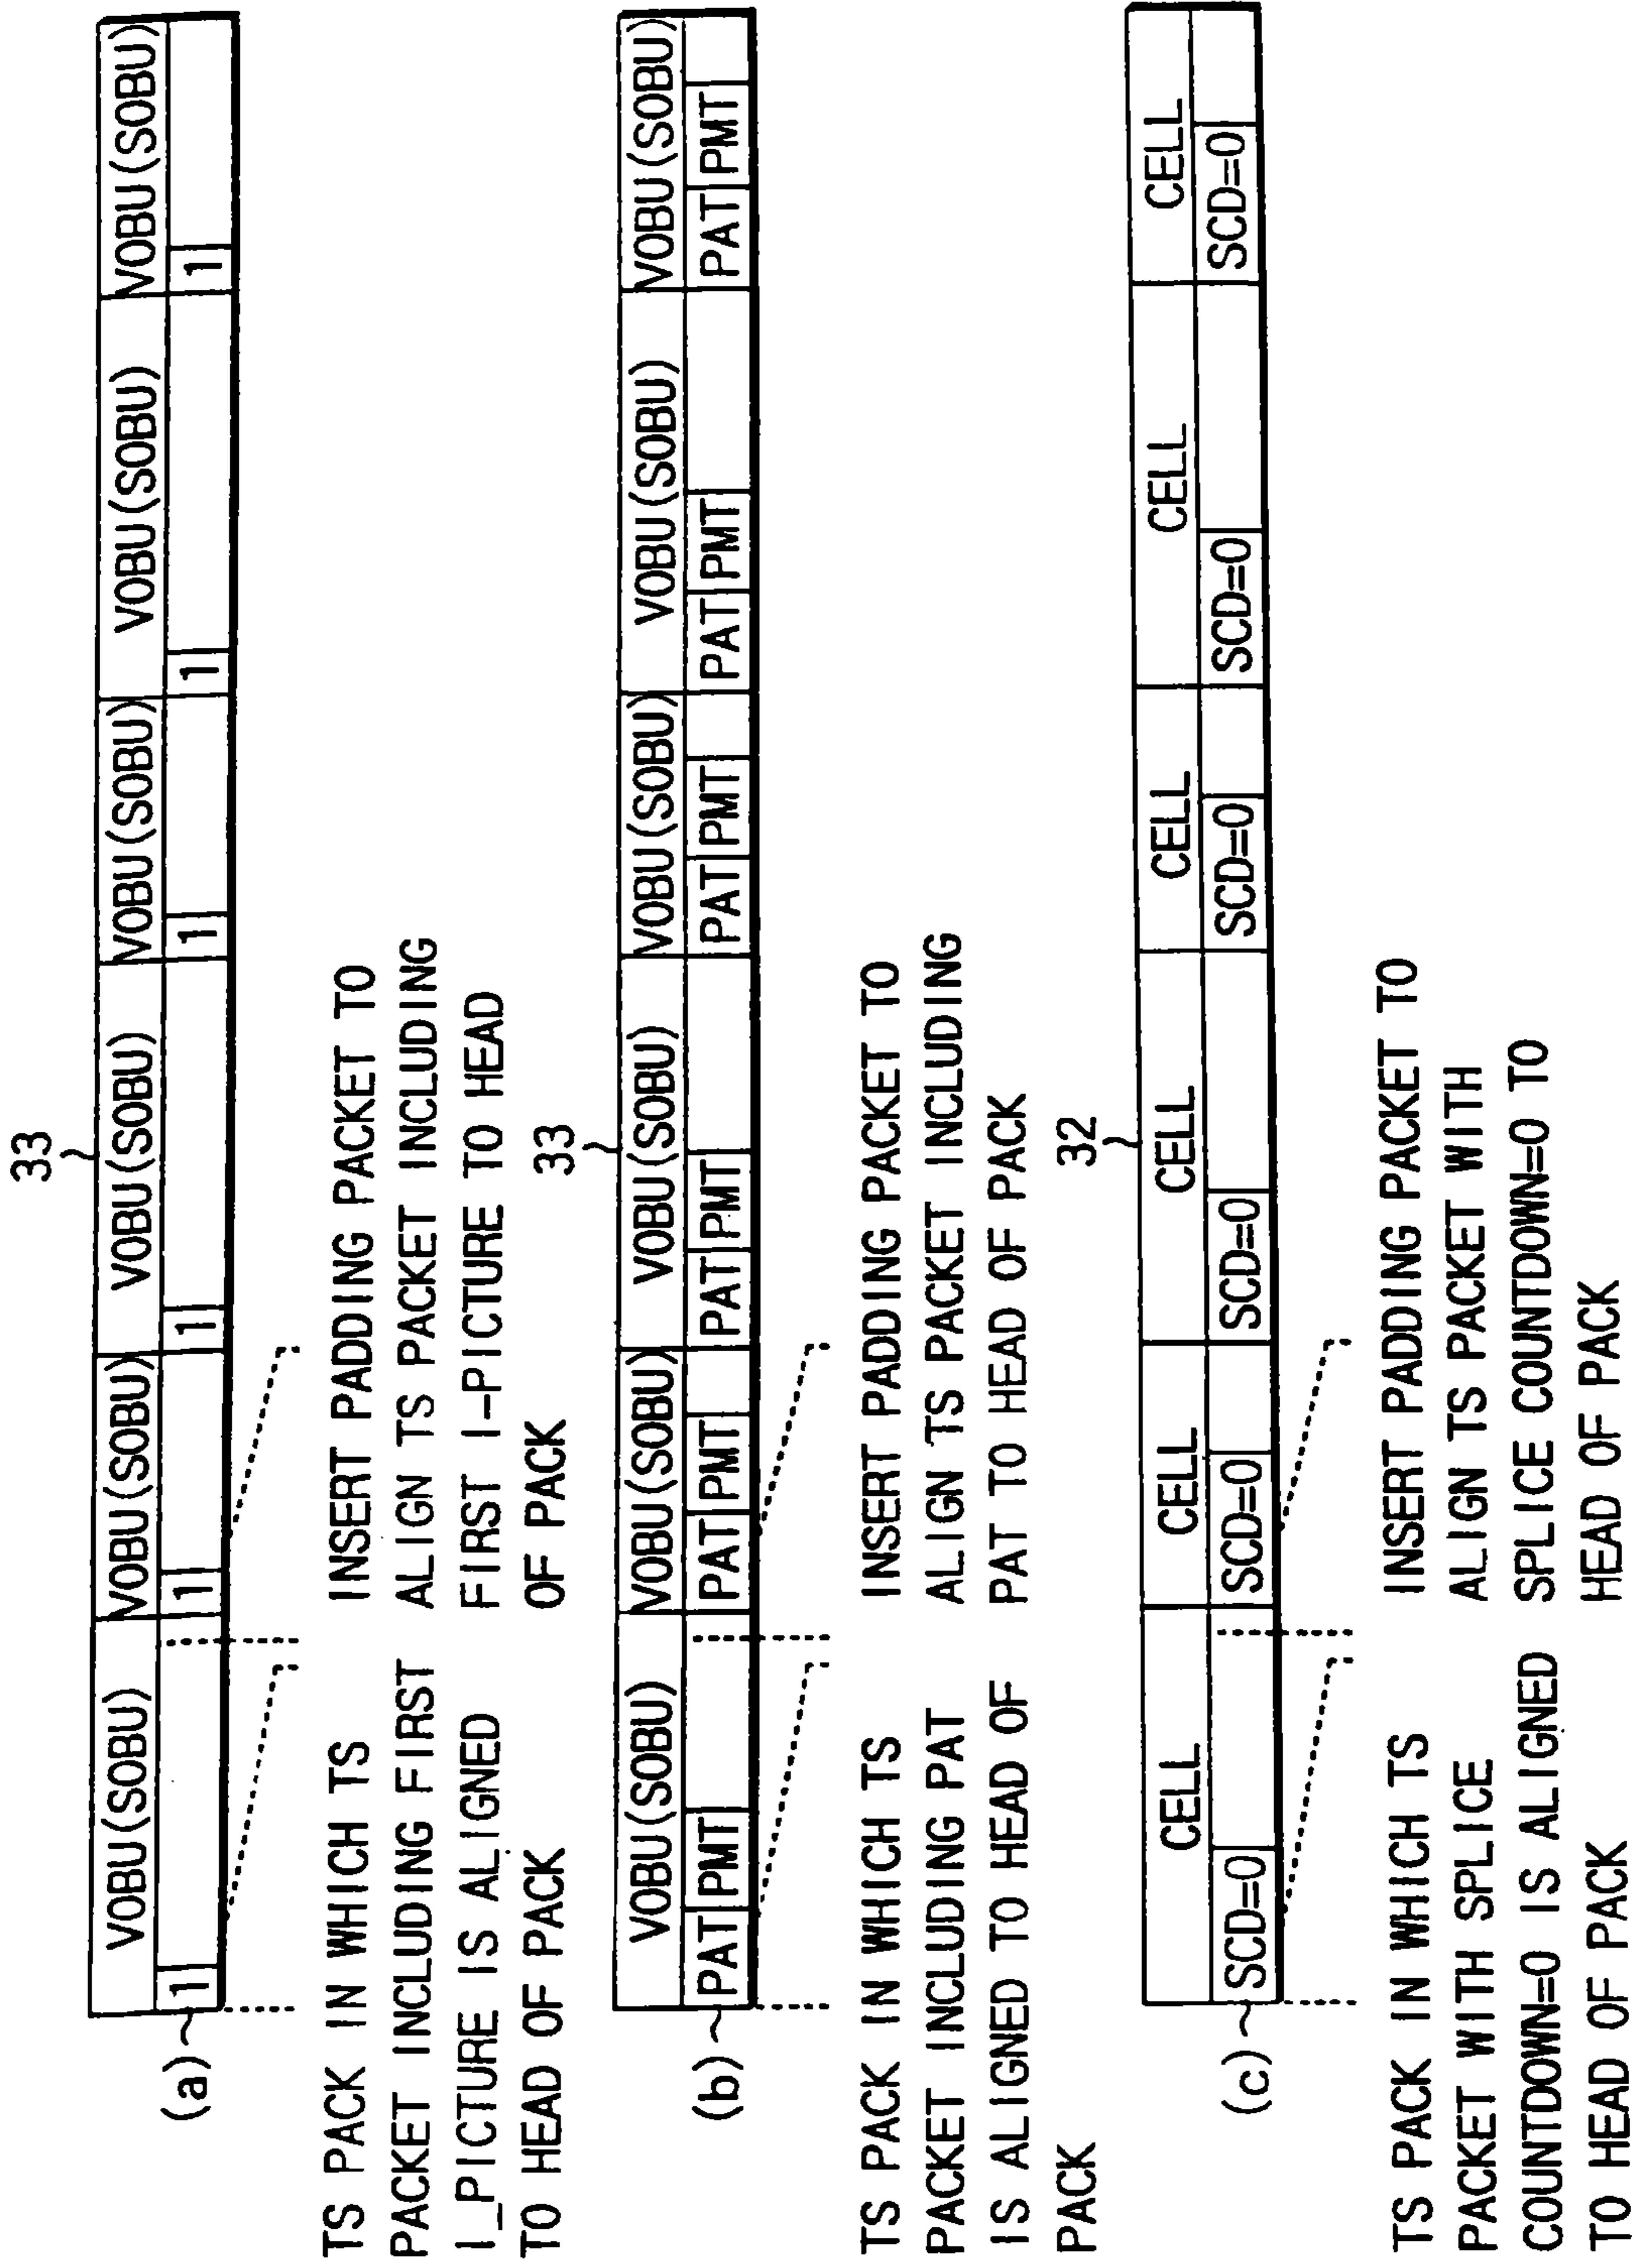 33
VOBU(SOBU) VOBU(SOBU) VOBU(SOBU) VOBU(SOBU) VOBU(SOBU) VOBU(SOBU)
(a) 1 1 1 1 1 1
TS PACK IN WHICH TS
PACKET INCLUDING FIRST
I_PICTURE IS ALIGNED
TO HEAD OF PACK
INSERT PADDING PACKET TO
ALIGN TS PACKET INCLUDING
FIRST I-PICTURE TO HEAD
OF PACK
33
VOBU(SOBU) VOBU(SOBU) VOBU(SOBU) VOBU(SOBU) VOBU(SOBU) VOBU(SOBU)
(b) PAT PMT PAT PMT PAT PMT PAT PMT PAT PMT PAT PMT
TS PACK IN WHICH TS
PACKET INCLUDING PAT
IS ALIGNED TO HEAD OF
PACK
INSERT PADDING PACKET TO
ALIGN TS PACKET INCLUDING
PAT TO HEAD OF PACK
32
CELL CELL CELL CELL CELL CELL
(c) SCD=0 SCD=0 SCD=0 SCD=0 SCD=0 SCD=0
TS PACK IN WHICH TS
PACKET WITH SPLICE
COUNTDOWN=0 IS ALIGNED
TO HEAD OF PACK
INSERT PADDING PACKET TO
ALIGN TS PACKET WITH
SPLICE COUNTDOWN=0 TO
HEAD OF PACK